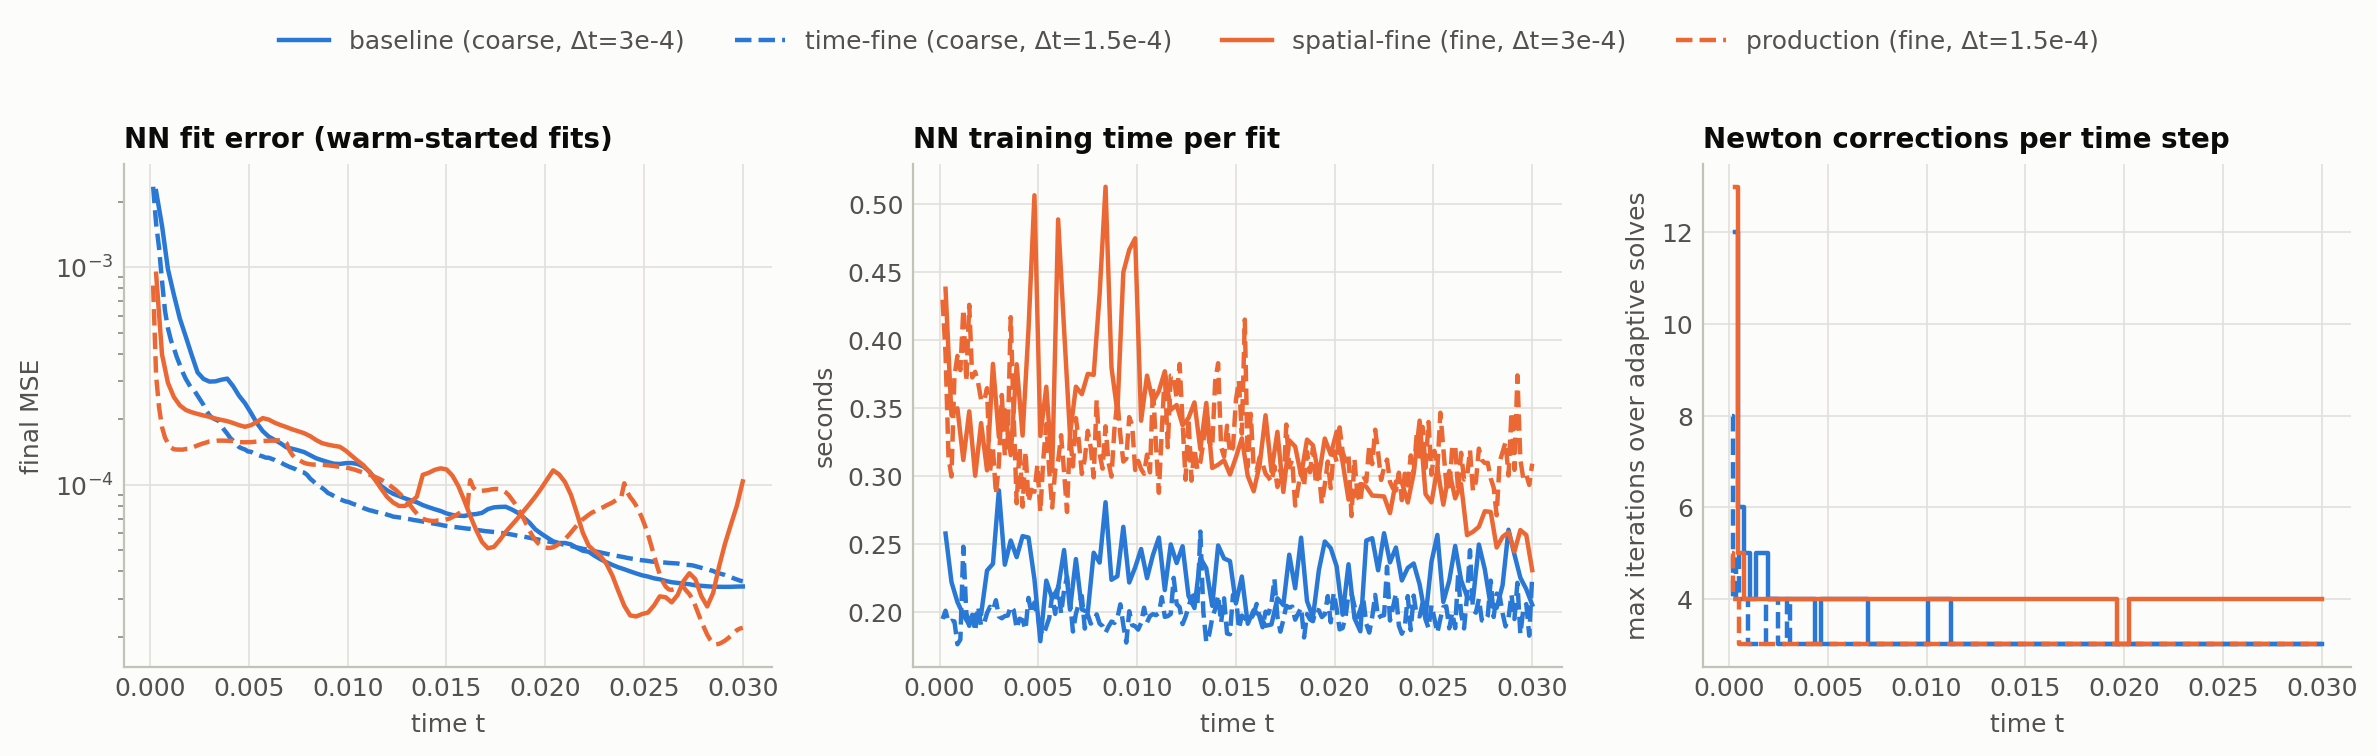 baseline (coarse, Δt=3e-4) time-fine (coarse, Δt=1.5e-4) spatial-fine (fine, Δt=3e-4) production (fine, Δt=1.5e-4)
NN fit error (warm-started fits)
final MSE
10⁻³
10⁻⁴
0.000 0.005 0.010 0.015 0.020 0.025 0.030
time t
NN training time per fit
seconds
0.50
0.45
0.40
0.35
0.30
0.25
0.20
0.000 0.005 0.010 0.015 0.020 0.025 0.030
time t
Newton corrections per time step
max iterations over adaptive solves
12
10
8
6
4
0.000 0.005 0.010 0.015 0.020 0.025 0.030
time t